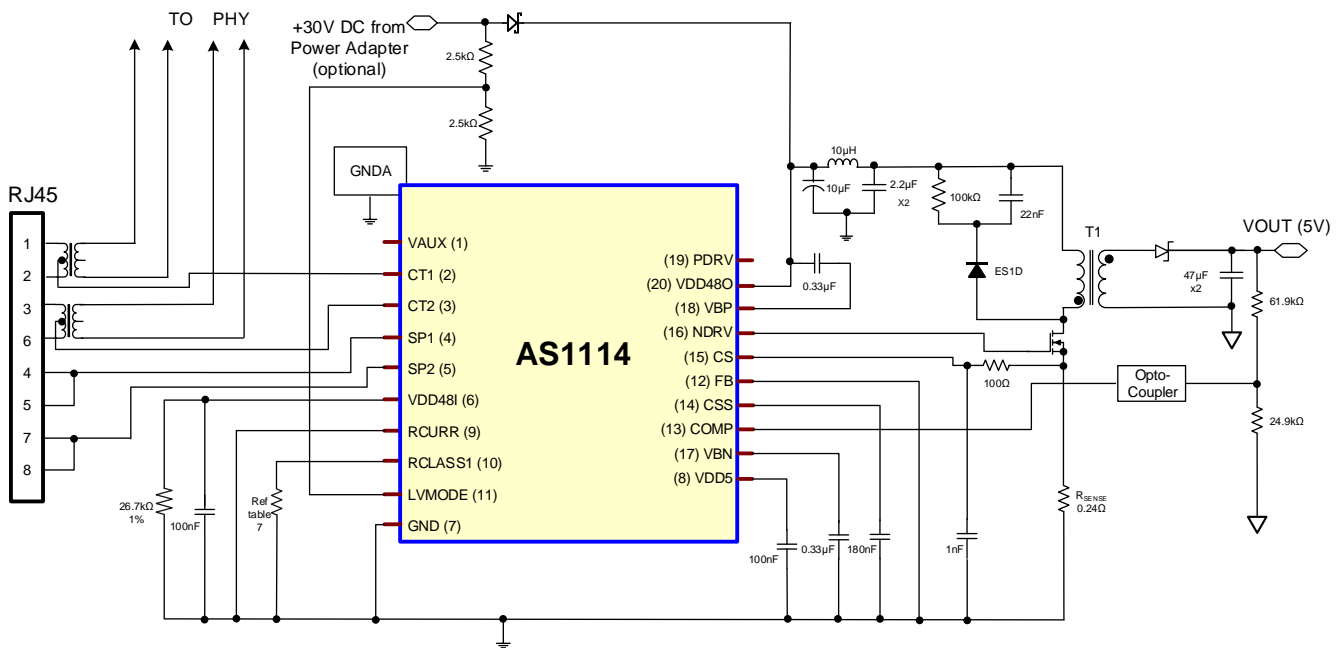 TO PHY
+30V DC from
Power Adapter
(optional)
2.5kΩ
2.5kΩ
GNDA
RJ45
1
2
3
6
4
5
7
8
VAUX (1)
CT1 (2)
CT2 (3)
SP1 (4)
SP2 (5)
VDD48I (6)
RCURR (9)
RCLASS1 (10)
LVMODE (11)
GND (7)
AS1114
(19) PDRV
(20) VDD48O
(18) VBP
(16) NDRV
(15) CS
(12) FB
(14) CSS
(13) COMP
(17) VBN
(8) VDD5
26.7kΩ
1%
100nF
Ref
table
7
10µH
10µF
2.2µF
X2
100kΩ
22nF
0.33µF
ES1D
T1
VOUT (5V)
47µF
x2
61.9kΩ
100Ω
Opto-
Coupler
24.9kΩ
RSENSE
0.24Ω
100nF
0.33µF
180nF
1nF